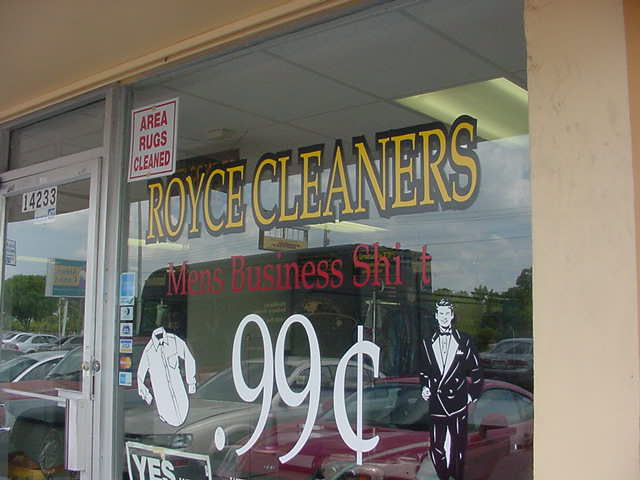 AREA
RUGS
CLEANED
14233
ROYCE CLEANERS
Mens Business Shi t
.99¢
YES